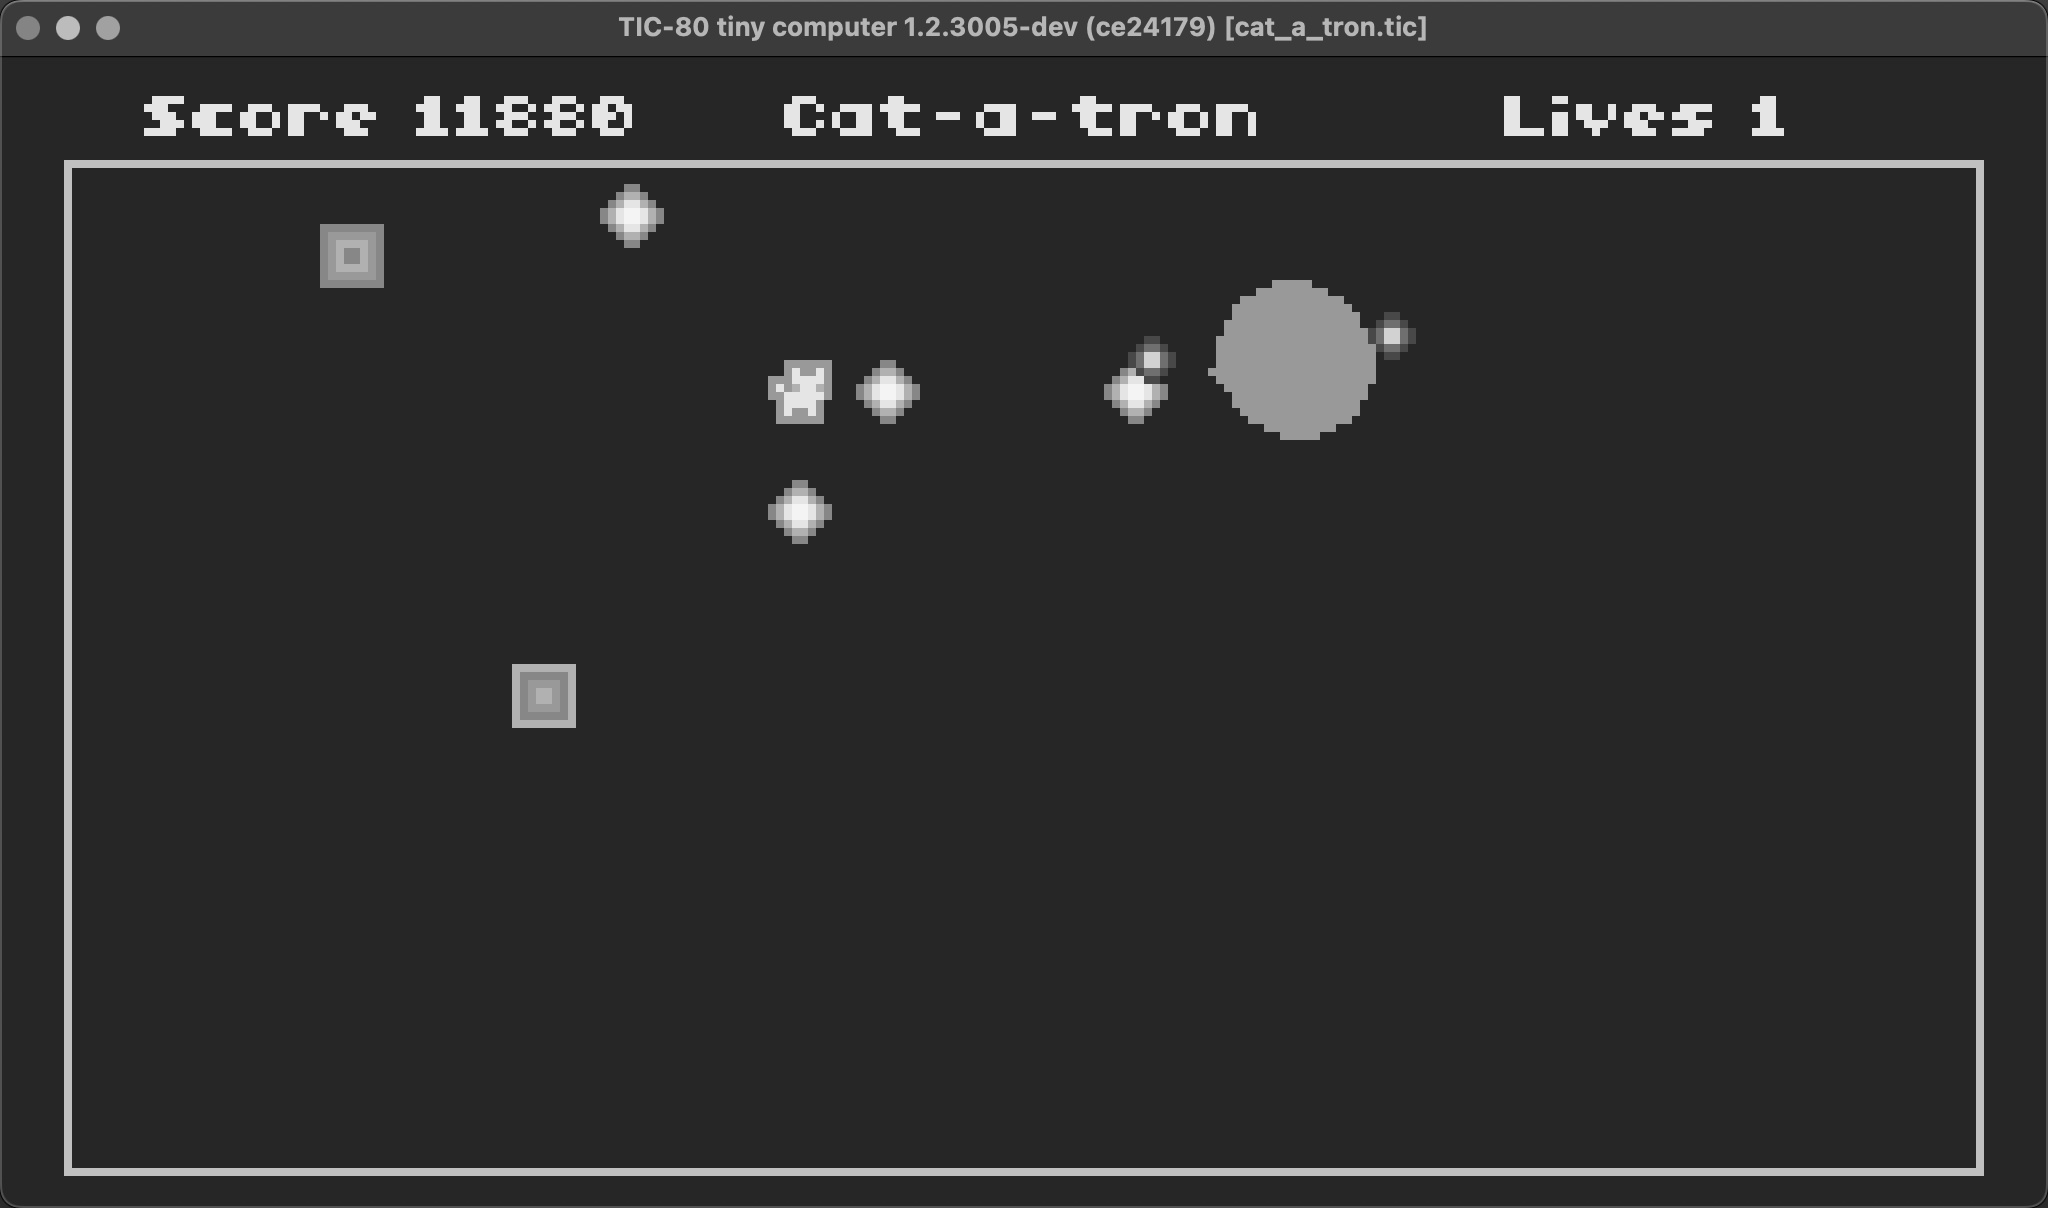 TIC-80 tiny computer 1.2.3005-dev (ce24179) [cat_a_tron.tic]
Score 11880 Cat-a-tron Lives 1